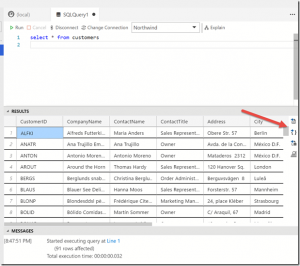 (local)
SQLQuery1
Run
Cancel
Disconnect
Change Connection
Northwind
Explain
1 select * from customers
2
RESULTS
CustomerID CompanyName ContactName ContactTitle Address City
1 ALFKI Alfreds Futterki... Maria Anders Sales Represent... Obere Str. 57 Berlin
2 ANATR Ana Trujillo Em... Ana Trujillo Owner Avda. de la Con... México D.F.
3 ANTON Antonio Moren... Antonio Moreno Owner Mataderos 2312 México D.F.
4 AROUT Around the Horn Thomas Hardy Sales Represent... 120 Hanover Sq. London
5 BERGS Berglunds snab... Christina Berglu... Order Administ... Berguvsvägen 8 Luleå
6 BLAUS Blauer See Deli... Hanna Moos Sales Represent... Forsterstr. 57 Mannheim
7 BLONP Blondesddsl pè... Frédérique Cite... Marketing Man... 24, place Kléber Strasbourg
8 BOLID Bólido Comidas... Martín Sommer Owner C/ Araquil, 67 Madrid
MESSAGES
[8:47:51 PM] Started executing query at Line 1
(91 rows affected)
Total execution time: 00:00:00.032